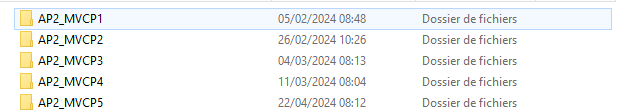 AP2_MVCP1 05/02/2024 08:48 Dossier de fichiers
AP2_MVCP2 26/02/2024 10:26 Dossier de fichiers
AP2_MVCP3 04/03/2024 08:13 Dossier de fichiers
AP2_MVCP4 11/03/2024 08:04 Dossier de fichiers
AP2_MVCP5 22/04/2024 08:12 Dossier de fichiers